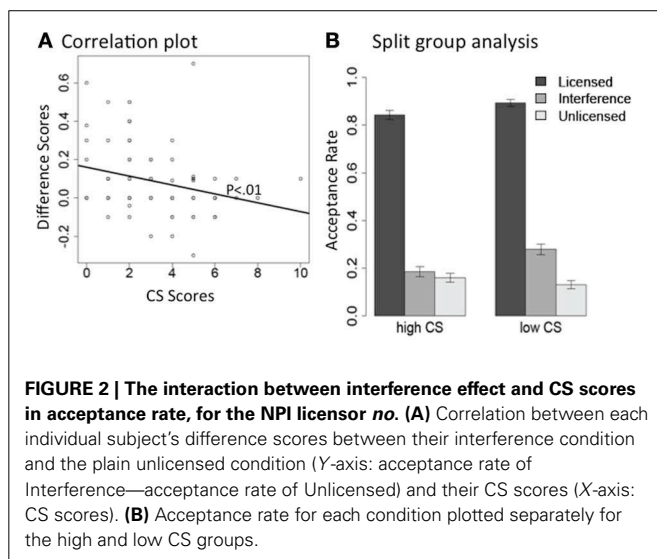 A Correlation plot
Difference Scores
-0.2 0.0 0.2 0.4 0.6
P<.01
0 2 4 6 8 10
CS Scores
B Split group analysis
Acceptance Rate
0.0 0.2 0.4 0.6 0.8 1.0
Licensed
Interference
Unlicensed
high CS
low CS
FIGURE 2 | The interaction between interference effect and CS scores
in acceptance rate, for the NPI licensor no. (A) Correlation between each
individual subject's difference scores between their interference condition
and the plain unlicensed condition (Y-axis: acceptance rate of
Interference—acceptance rate of Unlicensed) and their CS scores (X-axis:
CS scores). (B) Acceptance rate for each condition plotted separately for
the high and low CS groups.